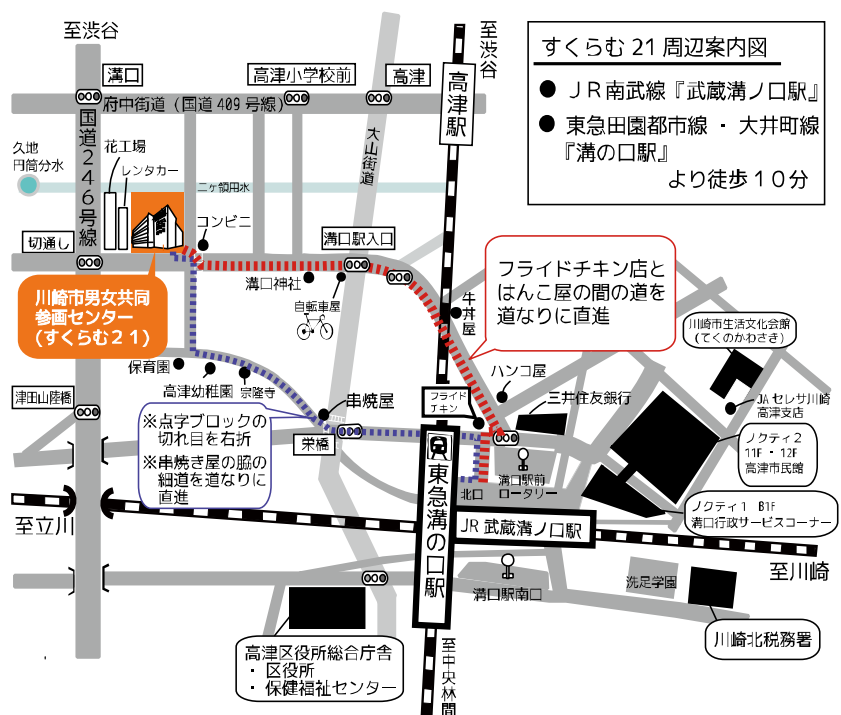 至渋谷
溝口
高津小学校前
高津
至渋谷
すくらむ21周辺案内図
● JR南武線『武蔵溝ノ口駅』
● 東急田園都市線・大井町線
『溝の口駅』
より徒歩10分
府中街道(国道409号線)
高津駅
国道246号線
大山街道
久地
円筒分水
花工場
レンタカー
二ヶ領用水
コンビニ
切通し
溝口駅入口
川崎市男女共同
参画センター
(すくらむ21)
溝口神社
自転車屋
フライドチキン店と
はんこ屋の間の道を
道なりに直進
牛丼屋
川崎市生活文化会館
(てくのかわさき)
保育園
高津幼稚園
宗隆寺
ハンコ屋
津田山陸橋
串焼屋
フライド
チキン
三井住友銀行
JAセレサ川崎
高津支店
※点字ブロックの
切れ目を右折
※串焼き屋の脇の
細道を道なりに
直進
栄橋
ノクティ2
11F・12F
高津市民館
溝口駅前
ロータリー
北口
ノクティ1 B1F
溝口行政サービスコーナー
東急溝の口駅
JR武蔵溝ノ口駅
至立川
至川崎
溝口駅南口
洗足学園
川崎北税務署
高津区役所総合庁舎
・区役所
・保健福祉センター
至中央林間